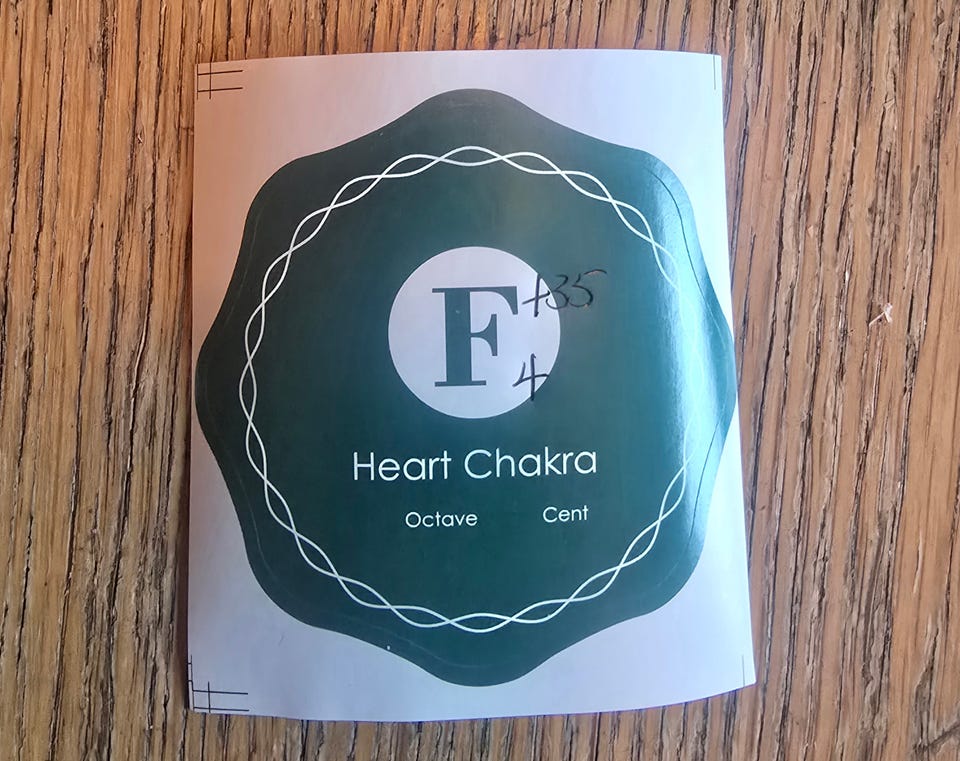 F +35
4
Heart Chakra
Octave Cent